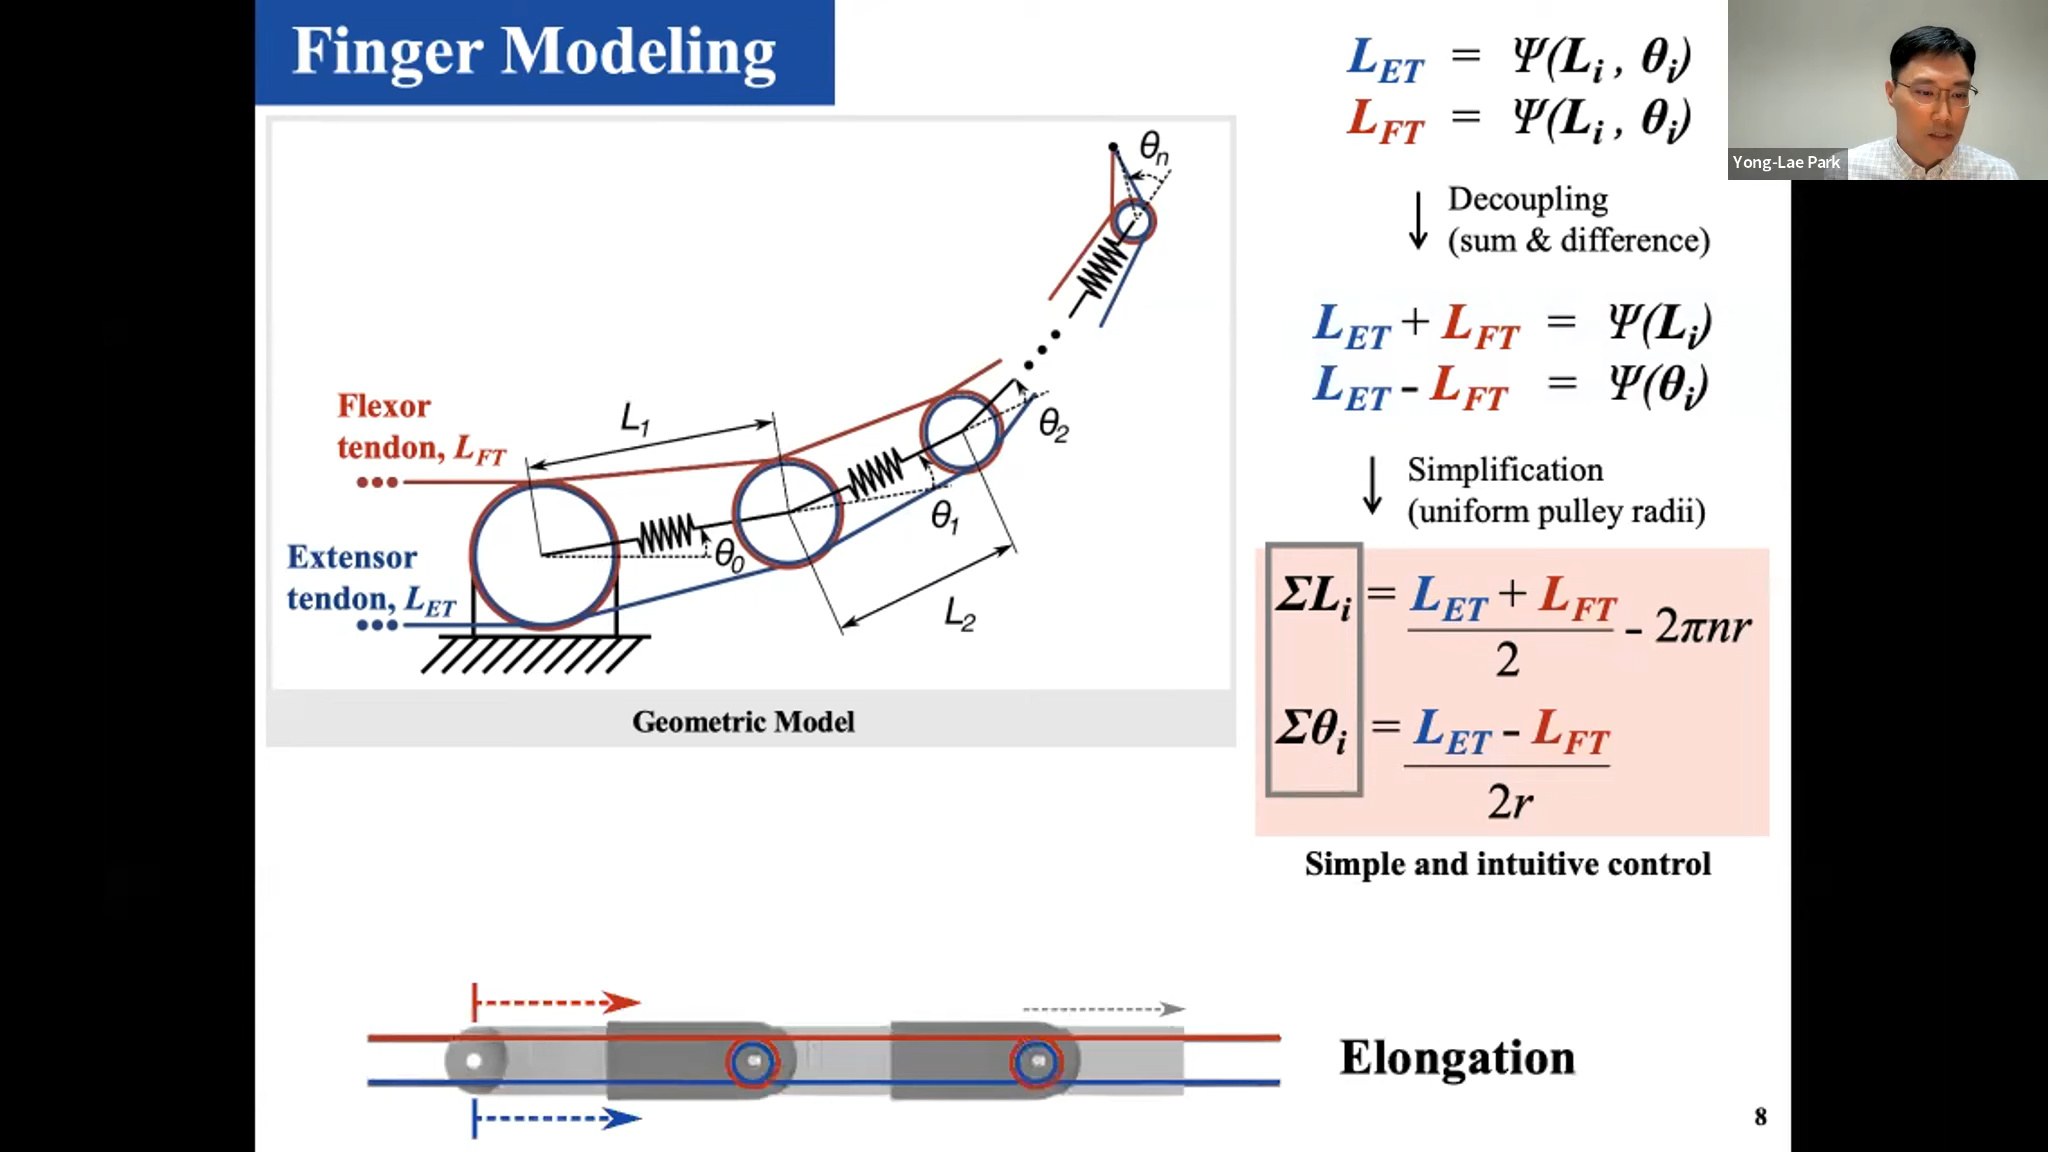 Finger Modeling
L_ET = Ψ(L_i , θ_i)
L_FT = Ψ(L_i , θ_i)
Yong-Lae Park
Decoupling
(sum & difference)
L_ET + L_FT = Ψ(L_i)
L_ET - L_FT = Ψ(θ_i)
Simplification
(uniform pulley radii)
ΣL_i = (L_ET + L_FT)/2 - 2πnr
Σθ_i = (L_ET - L_FT)/2r
Simple and intuitive control
θ_n
Flexor
tendon, L_FT
L_1
θ_2
θ_1
θ_0
Extensor
tendon, L_ET
L_2
Geometric Model
Elongation
8